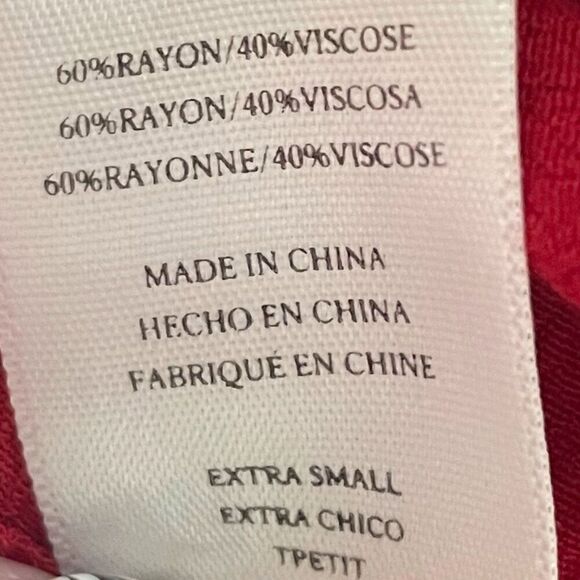 60%RAYON/40%VISCOSE
60%RAYON/40%VISCOSA
60%RAYONNE/40%VISCOSE
MADE IN CHINA
HECHO EN CHINA
FABRIQUÉ EN CHINE
EXTRA SMALL
EXTRA CHICO
TPETIT